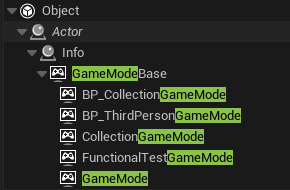 Object
Actor
Info
GameModeBase
BP_CollectionGameMode
BP_ThirdPersonGameMode
CollectionGameMode
FunctionalTestGameMode
GameMode